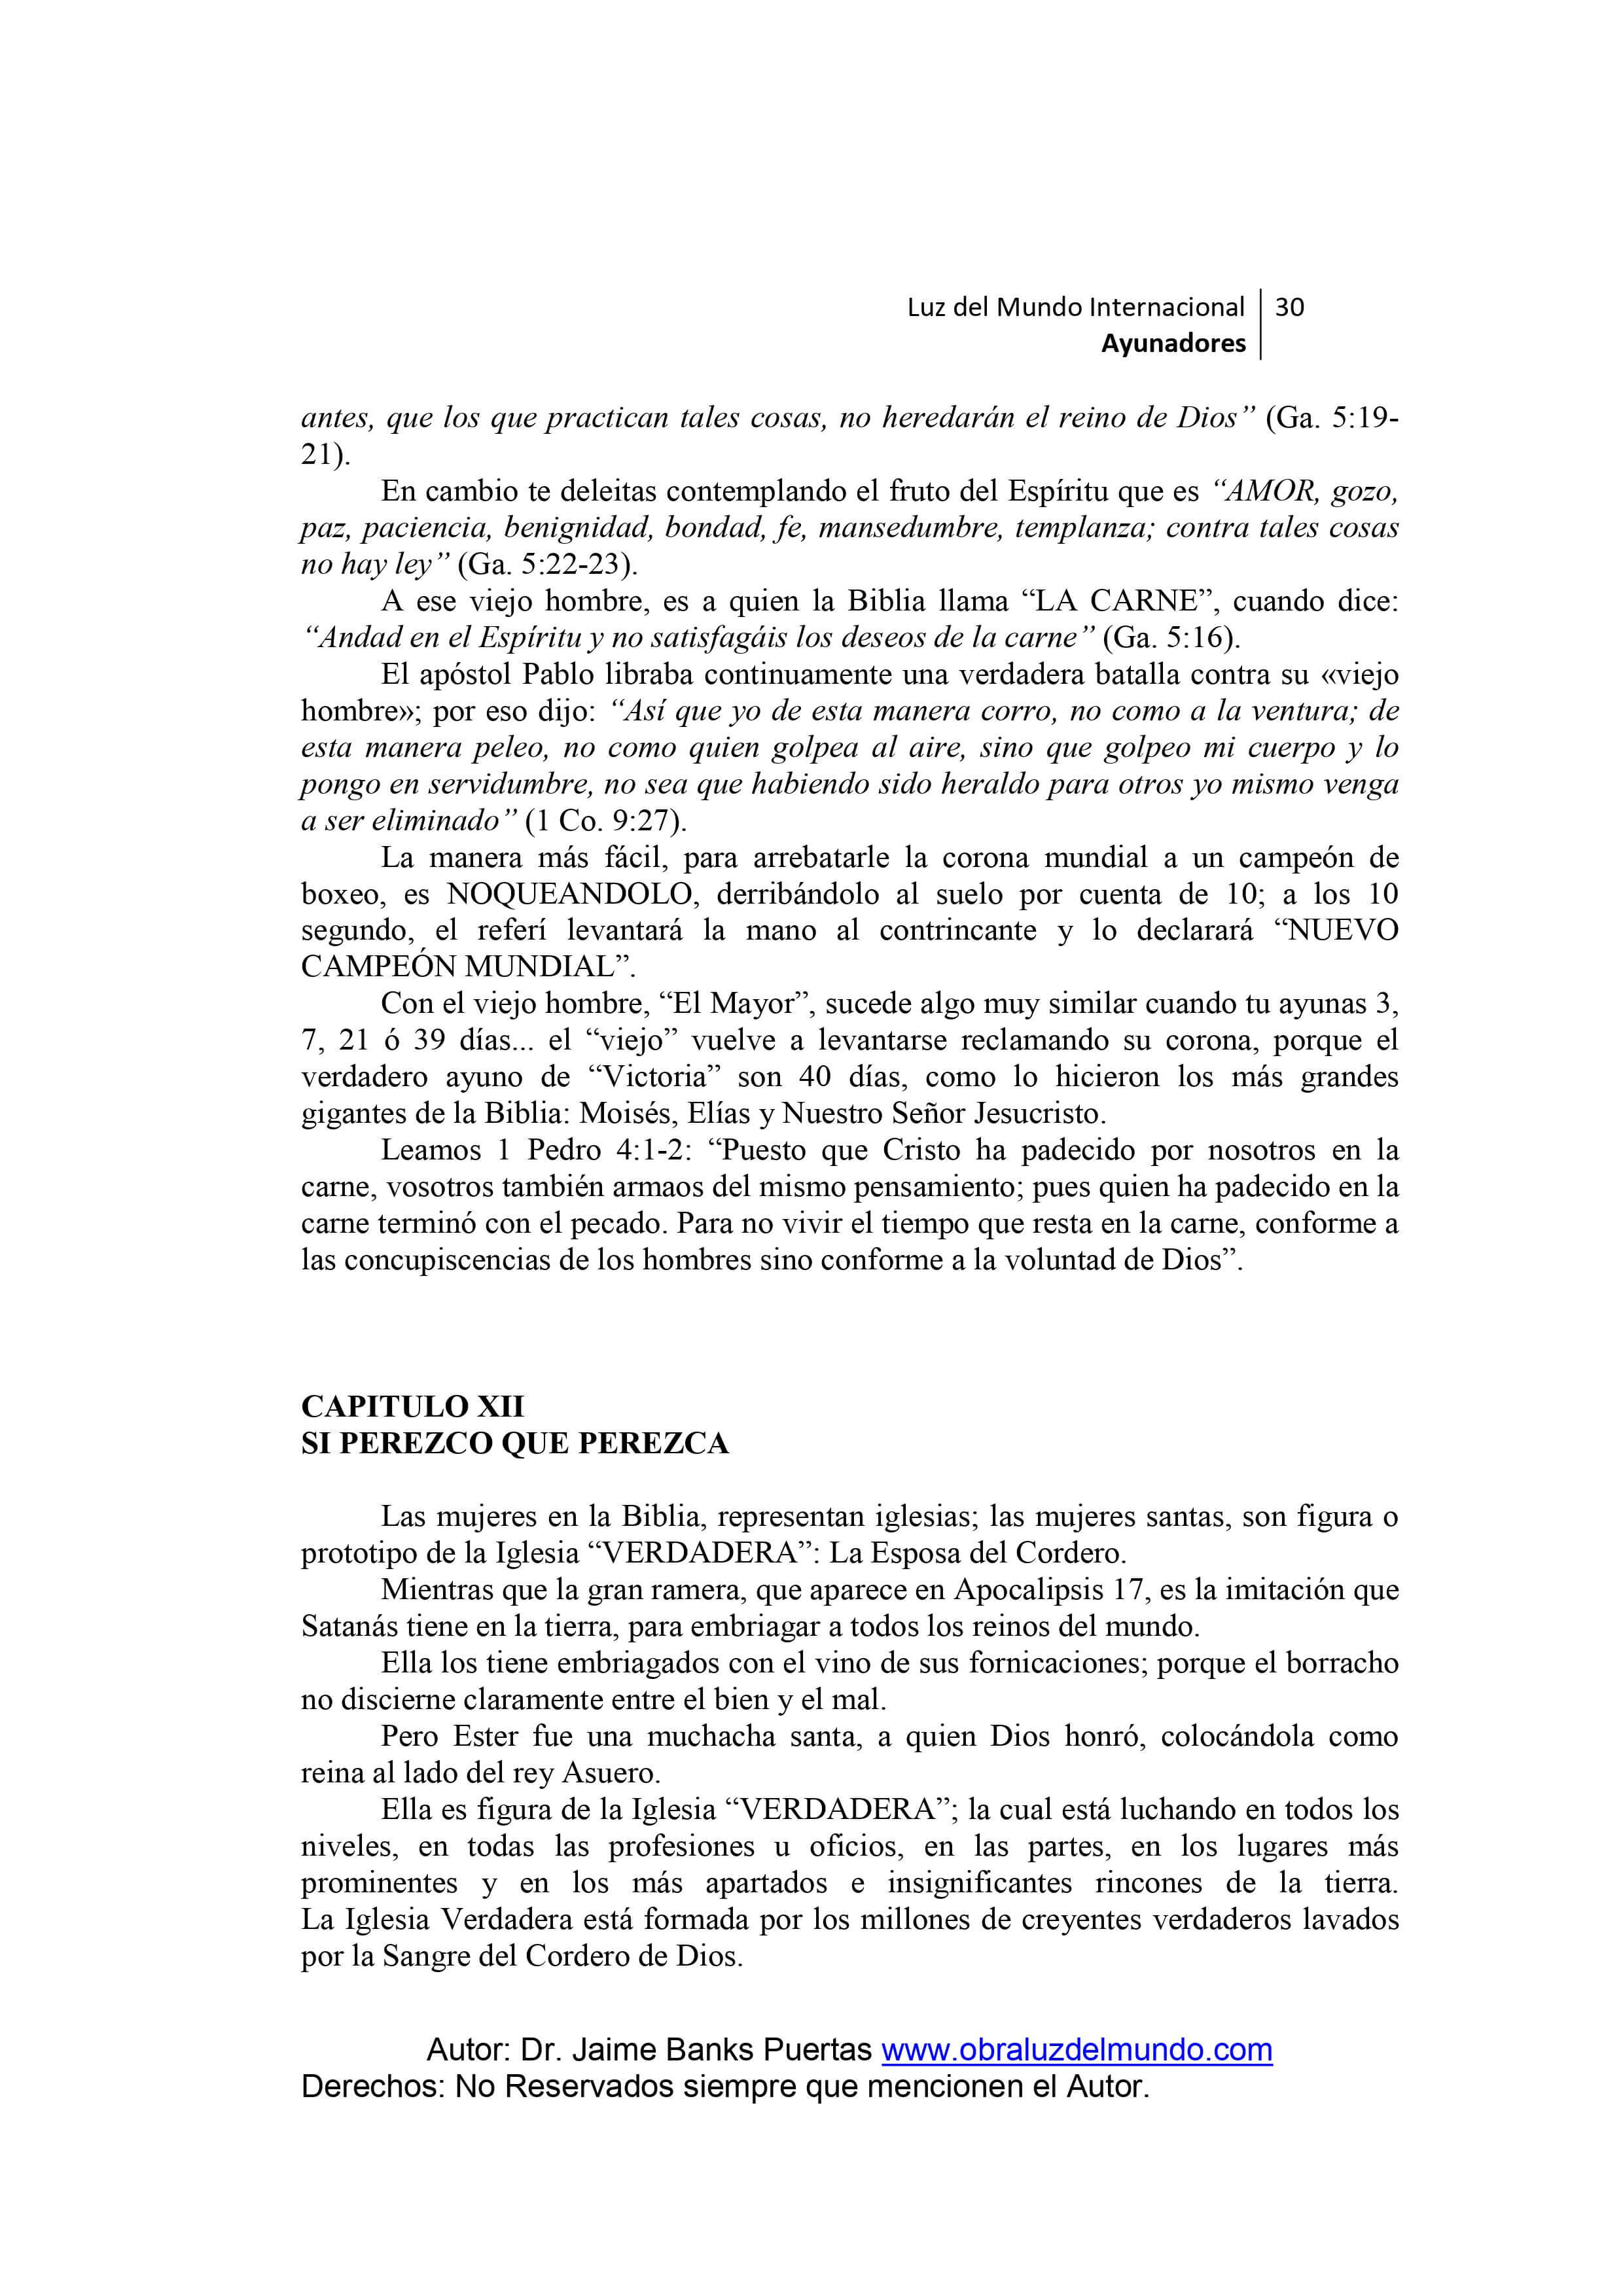 Luz del Mundo Internacional 30
Ayunadores
antes, que los que practican tales cosas, no heredarán el reino de Dios” (Ga. 5:19-
21).
En cambio te deleitas contemplando el fruto del Espíritu que es “AMOR, gozo,
paz, paciencia, benignidad, bondad, fe, mansedumbre, templanza; contra tales cosas
no hay ley” (Ga. 5:22-23).
A ese viejo hombre, es a quien la Biblia llama “LA CARNE”, cuando dice:
“Andad en el Espíritu y no satisfagáis los deseos de la carne” (Ga. 5:16).
El apóstol Pablo libraba continuamente una verdadera batalla contra su «viejo
hombre»; por eso dijo: “Así que yo de esta manera corro, no como a la ventura; de
esta manera peleo, no como quien golpea al aire, sino que golpeo mi cuerpo y lo
pongo en servidumbre, no sea que habiendo sido heraldo para otros yo mismo venga
a ser eliminado” (1 Co. 9:27).
La manera más fácil, para arrebatarle la corona mundial a un campeón de
boxeo, es NOQUEANDOLO, derribándolo al suelo por cuenta de 10; a los 10
segundo, el referí levantará la mano al contrincante y lo declarará “NUEVO
CAMPEÓN MUNDIAL”.
Con el viejo hombre, “El Mayor”, sucede algo muy similar cuando tu ayunas 3,
7, 21 ó 39 días... el “viejo” vuelve a levantarse reclamando su corona, porque el
verdadero ayuno de “Victoria” son 40 días, como lo hicieron los más grandes
gigantes de la Biblia: Moisés, Elías y Nuestro Señor Jesucristo.
Leamos 1 Pedro 4:1-2: “Puesto que Cristo ha padecido por nosotros en la
carne, vosotros también armaos del mismo pensamiento; pues quien ha padecido en la
carne terminó con el pecado. Para no vivir el tiempo que resta en la carne, conforme a
las concupiscencias de los hombres sino conforme a la voluntad de Dios”.
CAPITULO XII
SI PEREZCO QUE PEREZCA
Las mujeres en la Biblia, representan iglesias; las mujeres santas, son figura o
prototipo de la Iglesia “VERDADERA”: La Esposa del Cordero.
Mientras que la gran ramera, que aparece en Apocalipsis 17, es la imitación que
Satanás tiene en la tierra, para embriagar a todos los reinos del mundo.
Ella los tiene embriagados con el vino de sus fornicaciones; porque el borracho
no discierne claramente entre el bien y el mal.
Pero Ester fue una muchacha santa, a quien Dios honró, colocándola como
reina al lado del rey Asuero.
Ella es figura de la Iglesia “VERDADERA”; la cual está luchando en todos los
niveles, en todas las profesiones u oficios, en las partes, en los lugares más
prominentes y en los más apartados e insignificantes rincones de la tierra.
La Iglesia Verdadera está formada por los millones de creyentes verdaderos lavados
por la Sangre del Cordero de Dios.
Autor: Dr. Jaime Banks Puertas www.obraluzdelmundo.com
Derechos: No Reservados siempre que mencionen el Autor.